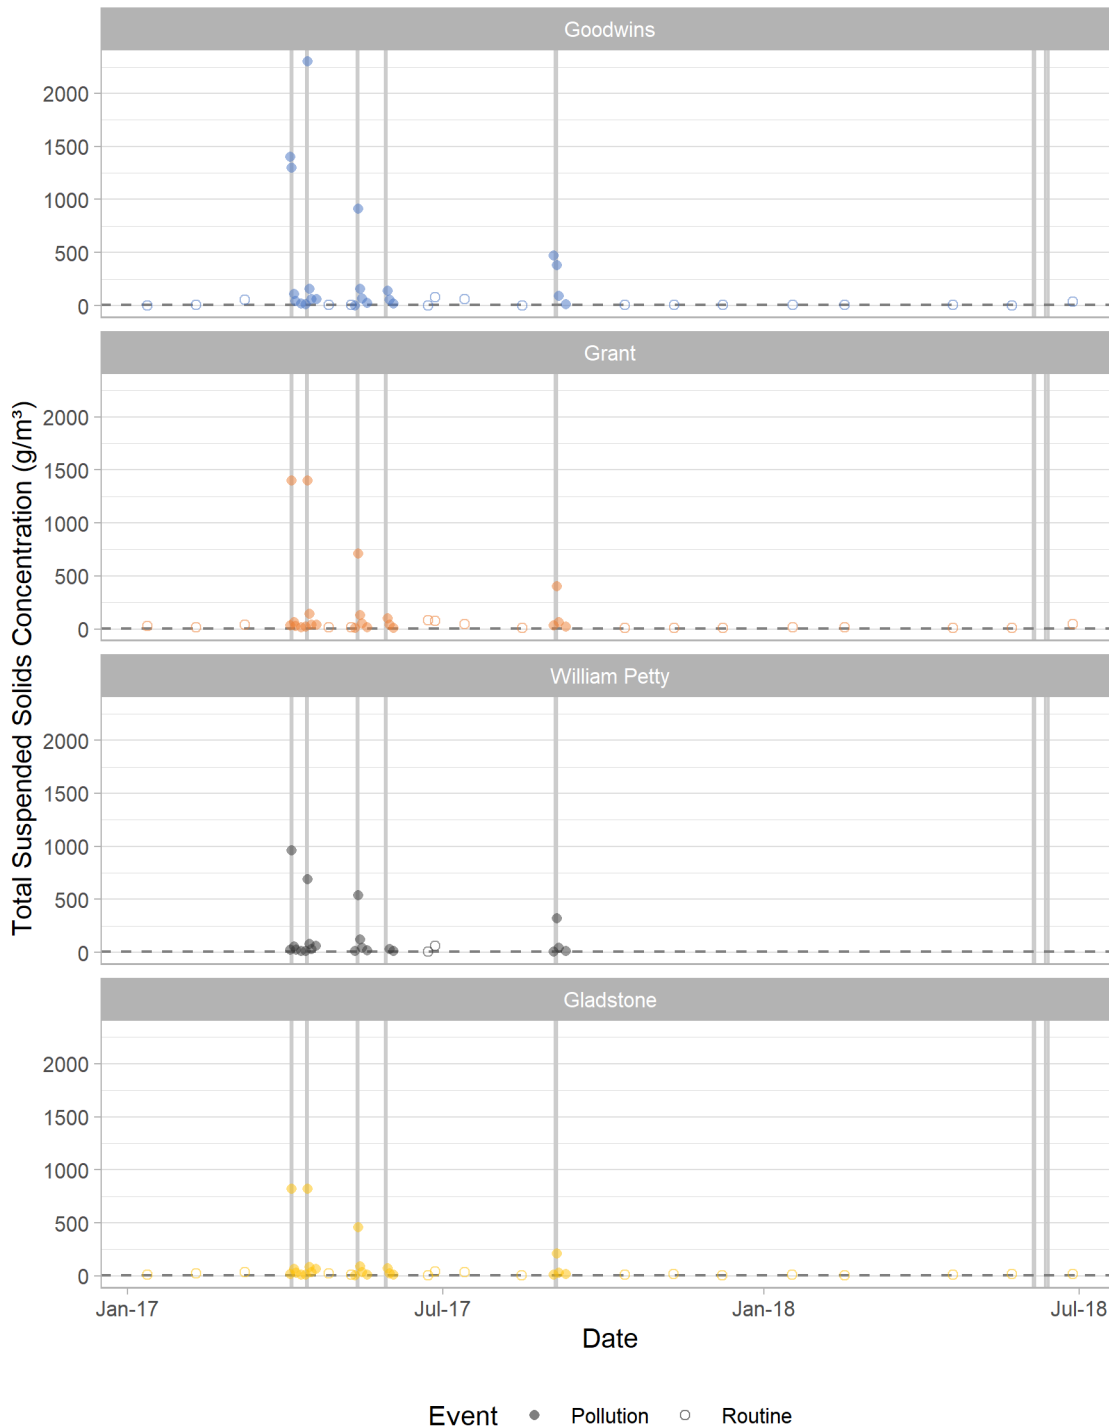 Goodwins
2000
1500
1000
500
0
Grant
2000
1500
1000
500
0
William Petty
2000
1500
1000
500
0
Gladstone
2000
1500
1000
500
0
Total Suspended Solids Concentration (g/m³)
Jan-17 Jul-17 Jan-18 Jul-18
Date
Event Pollution Routine